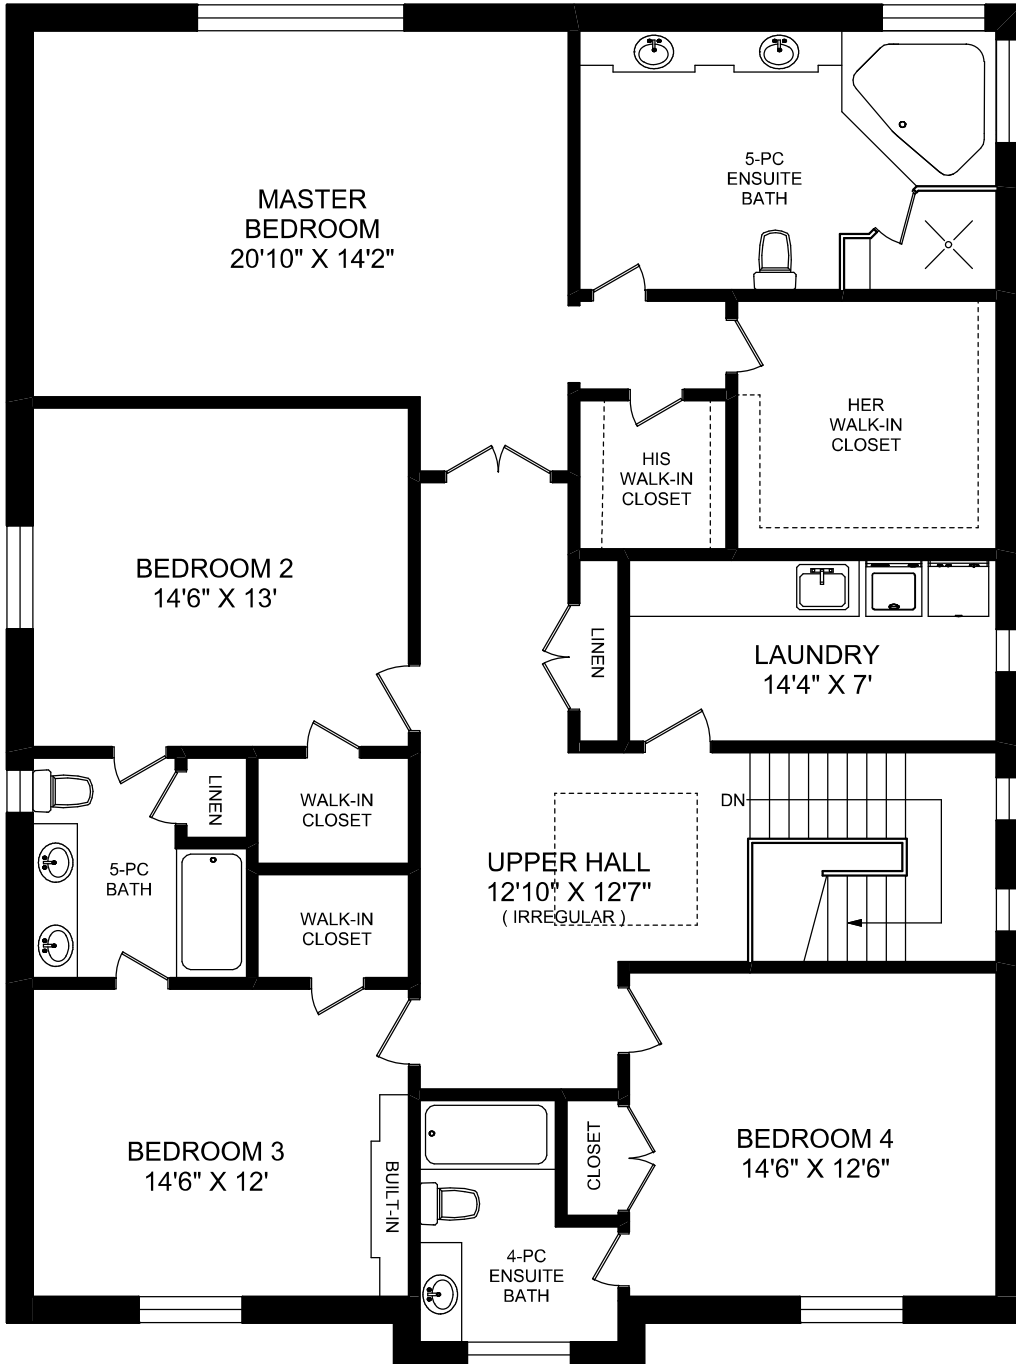 MASTER
BEDROOM
20'10" X 14'2"
5-PC
ENSUITE
BATH
HER
WALK-IN
CLOSET
HIS
WALK-IN
CLOSET
BEDROOM 2
14'6" X 13'
LINEN
LAUNDRY
14'4" X 7'
LINEN
WALK-IN
CLOSET
DN
5-PC
BATH
UPPER HALL
12'10" X 12'7"
( IRREGULAR )
WALK-IN
CLOSET
BEDROOM 3
14'6" X 12'
BUILT-IN
CLOSET
BEDROOM 4
14'6" X 12'6"
4-PC
ENSUITE
BATH